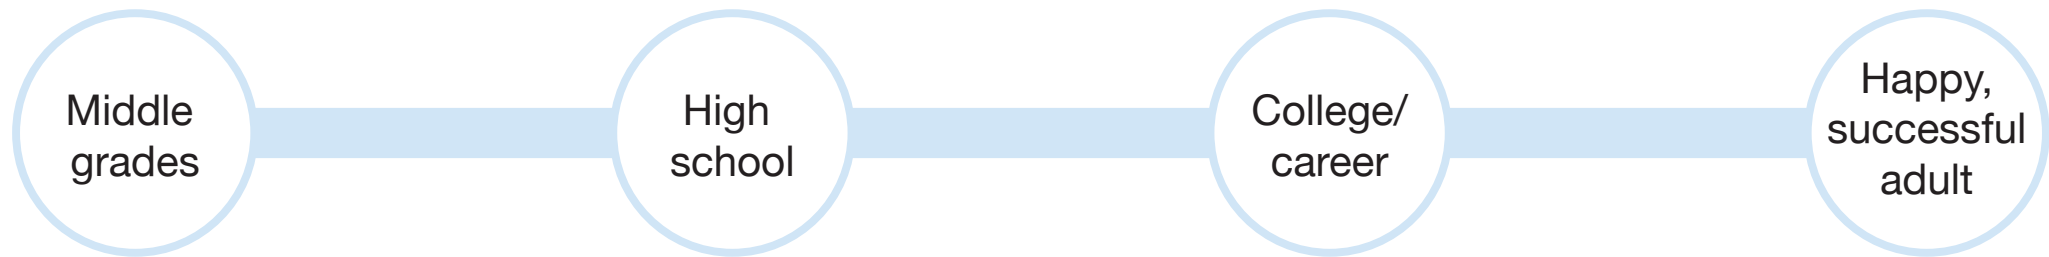 Middle
grades
High
school
College/
career
Happy,
successful
adult